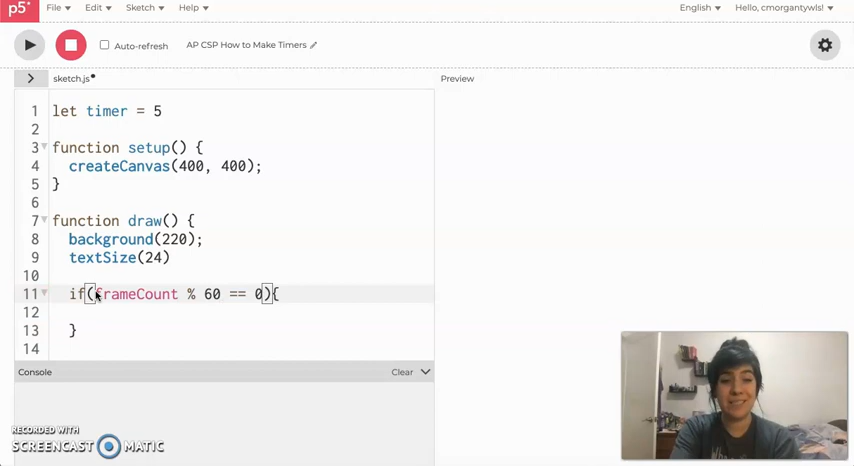 p5* File Edit Sketch Help English Hello, cmorgantywls!
Auto-refresh AP CSP How to Make Timers
sketch.js Preview
1 let timer = 5
2
3 function setup() {
4 createCanvas(400, 400);
5 }
6
7 function draw() {
8 background(220);
9 textSize(24)
10
11 if(frameCount % 60 == 0){
12
13 }
14
Console Clear
RECORDED WITH
SCREENCAST MATIC